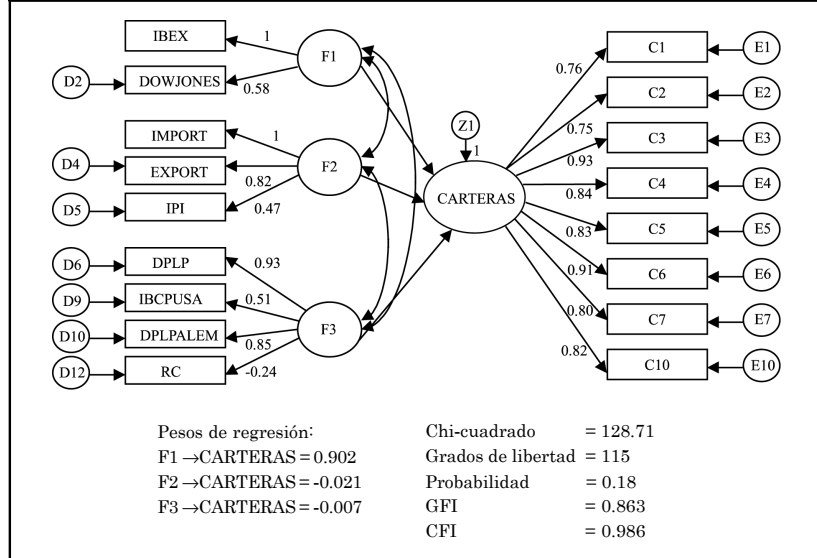 IBEX
1
F1
D2
DOWJONES
0.58
IMPORT
1
D4
EXPORT
F2
0.82
D5
IPI
0.47
D6
DPLP
0.93
D9
IBCPUSA
0.51
F3
D10
DPLPALEM
0.85
D12
RC
-0.24
Z1
1
CARTERAS
0.76
C1
E1
0.75
C2
E2
0.93
C3
E3
0.84
C4
E4
0.83
C5
E5
0.91
C6
E6
0.80
C7
E7
0.82
C10
E10
Pesos de regresión:
F1 →CARTERAS = 0.902
F2 →CARTERAS = -0.021
F3 →CARTERAS = -0.007
Chi-cuadrado = 128.71
Grados de libertad = 115
Probabilidad = 0.18
GFI = 0.863
CFI = 0.986